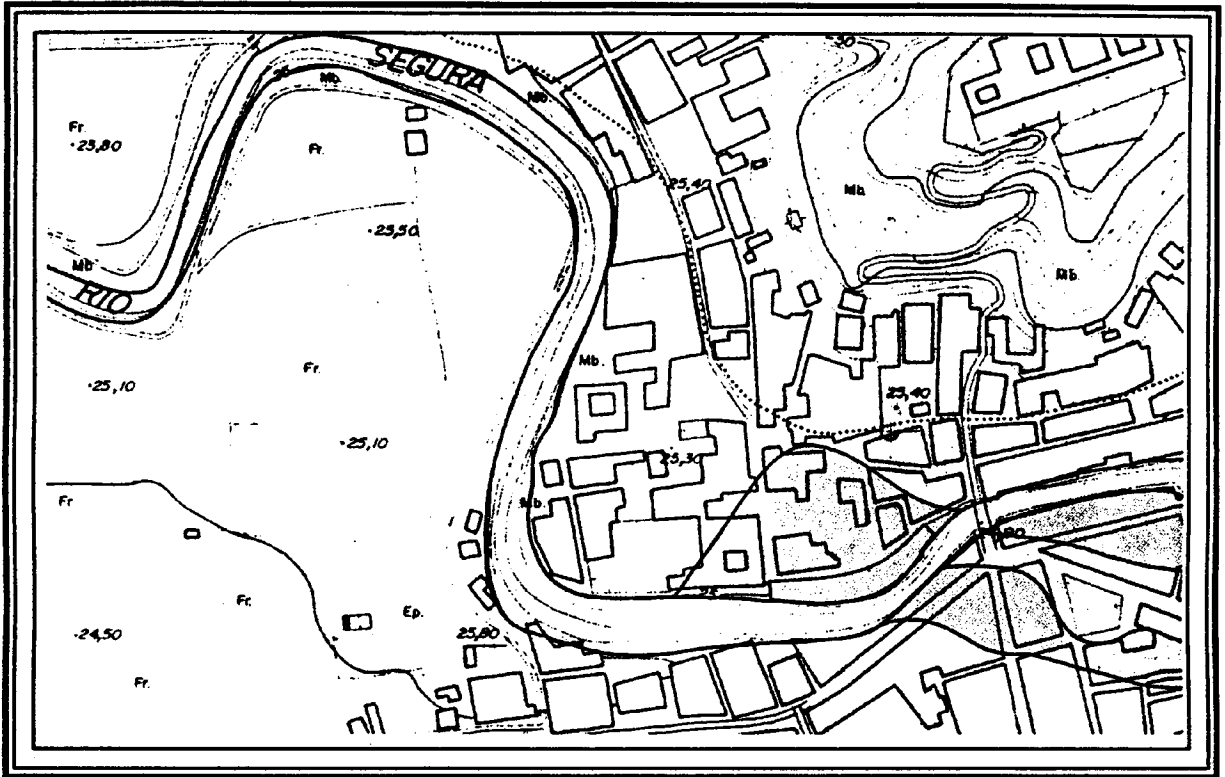 SEGURA
Mb.
Mb.
Fr.
23,80
Fr.
25,40
Mb.
23,50
Mb
RIO
Mb.
Mb.
Fr.
25,10
25,40
25,10
25,30
Fr
Mb.
Fr.
Ep.
24,50
25,80
Fr.